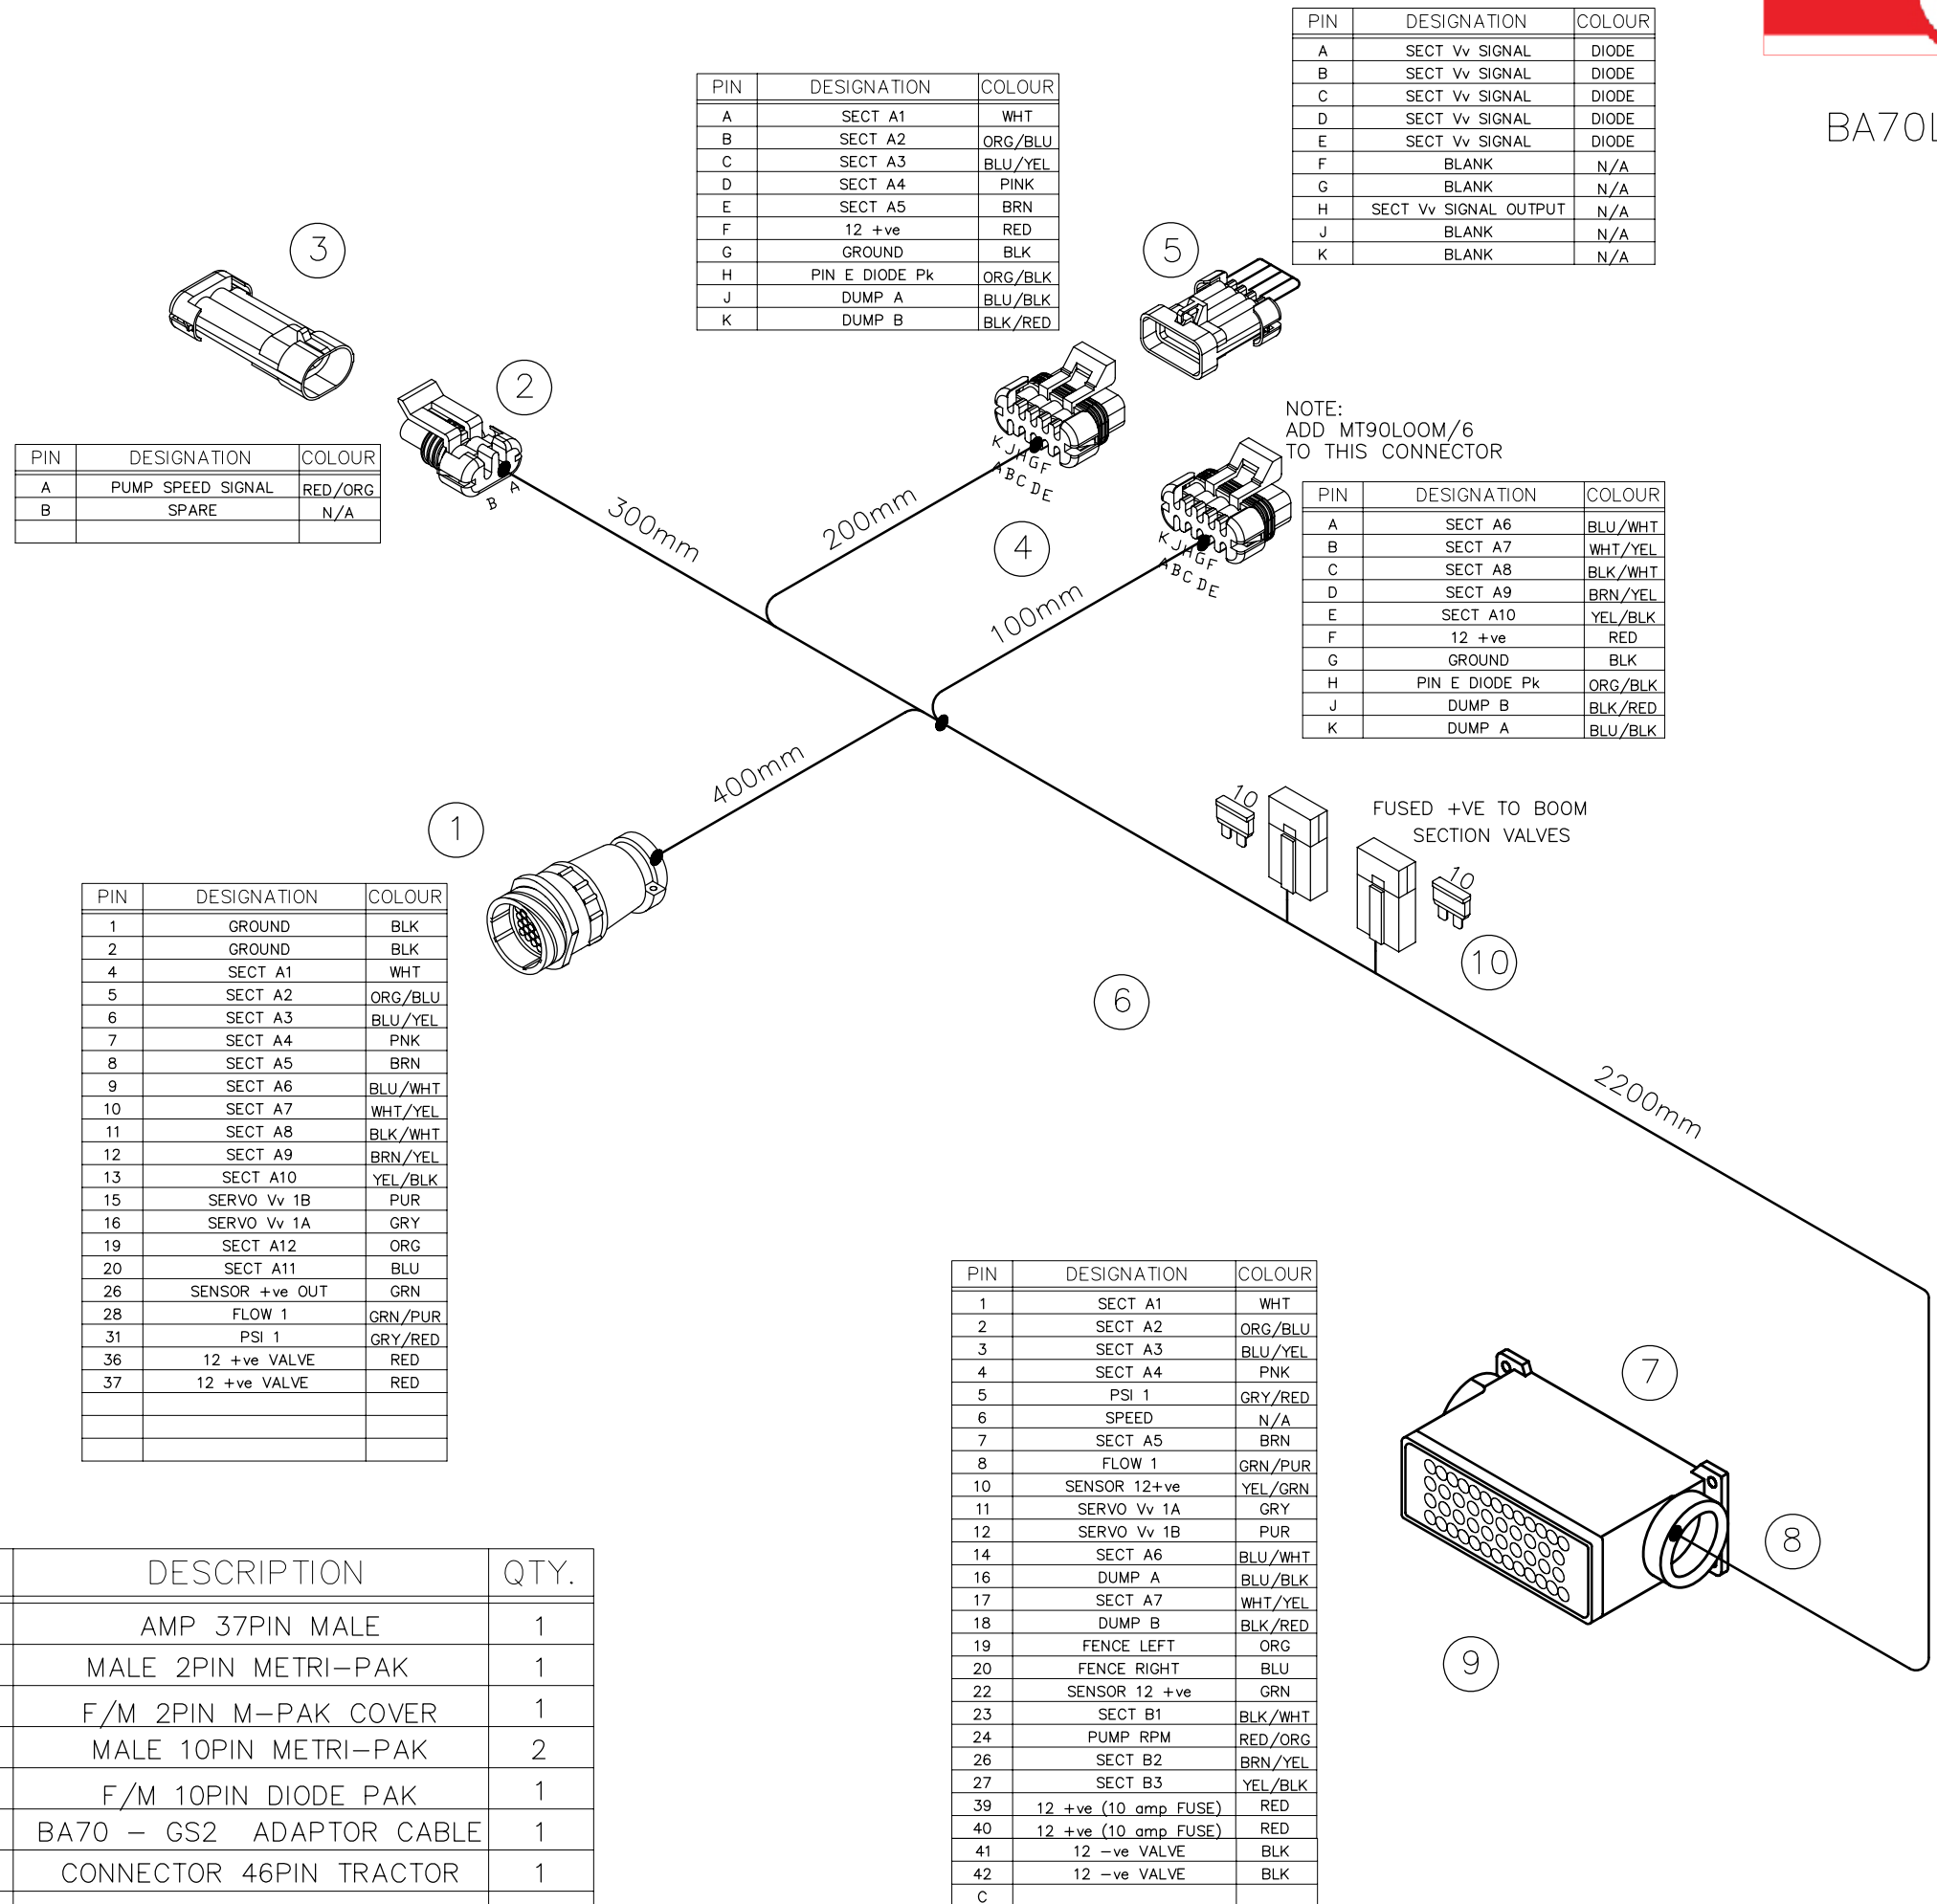 BA70L
PIN DESIGNATION COLOUR
A SECT Vv SIGNAL DIODE
B SECT Vv SIGNAL DIODE
C SECT Vv SIGNAL DIODE
D SECT Vv SIGNAL DIODE
E SECT Vv SIGNAL DIODE
F BLANK N/A
G BLANK N/A
H SECT Vv SIGNAL OUTPUT N/A
J BLANK N/A
K BLANK N/A
PIN DESIGNATION COLOUR
A SECT A1 WHT
B SECT A2 ORG/BLU
C SECT A3 BLU/YEL
D SECT A4 PINK
E SECT A5 BRN
F 12 +ve RED
G GROUND BLK
H PIN E DIODE Pk ORG/BLK
J DUMP A BLU/BLK
K DUMP B BLK/RED
3
5
2
NOTE:
ADD MT90LOOM/6
TO THIS CONNECTOR
PIN DESIGNATION COLOUR
A PUMP SPEED SIGNAL RED/ORG
B SPARE N/A
B A
K J H G F
A B C D E
K J H G F
A B C D E
300mm
200mm
4
100mm
PIN DESIGNATION COLOUR
A SECT A6 BLU/WHT
B SECT A7 WHT/YEL
C SECT A8 BLK/WHT
D SECT A9 BRN/YEL
E SECT A10 YEL/BLK
F 12 +ve RED
G GROUND BLK
H PIN E DIODE Pk ORG/BLK
J DUMP B BLK/RED
K DUMP A BLU/BLK
400mm
1
10
FUSED +VE TO BOOM
SECTION VALVES
10
10
6
2200mm
PIN DESIGNATION COLOUR
1 GROUND BLK
2 GROUND BLK
4 SECT A1 WHT
5 SECT A2 ORG/BLU
6 SECT A3 BLU/YEL
7 SECT A4 PNK
8 SECT A5 BRN
9 SECT A6 BLU/WHT
10 SECT A7 WHT/YEL
11 SECT A8 BLK/WHT
12 SECT A9 BRN/YEL
13 SECT A10 YEL/BLK
15 SERVO Vv 1B PUR
16 SERVO Vv 1A GRY
19 SECT A12 ORG
20 SECT A11 BLU
26 SENSOR +ve OUT GRN
28 FLOW 1 GRN/PUR
31 PSI 1 GRY/RED
36 12 +ve VALVE RED
37 12 +ve VALVE RED
PIN DESIGNATION COLOUR
1 SECT A1 WHT
2 SECT A2 ORG/BLU
3 SECT A3 BLU/YEL
4 SECT A4 PNK
5 PSI 1 GRY/RED
6 SPEED N/A
7 SECT A5 BRN
8 FLOW 1 GRN/PUR
10 SENSOR 12+ve YEL/GRN
11 SERVO Vv 1A GRY
12 SERVO Vv 1B PUR
14 SECT A6 BLU/WHT
16 DUMP A BLU/BLK
17 SECT A7 WHT/YEL
18 DUMP B BLK/RED
19 FENCE LEFT ORG
20 FENCE RIGHT BLU
22 SENSOR 12 +ve GRN
23 SECT B1 BLK/WHT
24 PUMP RPM RED/ORG
26 SECT B2 BRN/YEL
27 SECT B3 YEL/BLK
39 12 +ve (10 amp FUSE) RED
40 12 +ve (10 amp FUSE) RED
41 12 -ve VALVE BLK
42 12 -ve VALVE BLK
C
7
8
9
DESCRIPTION QTY.
AMP 37PIN MALE 1
MALE 2PIN METRI-PAK 1
F/M 2PIN M-PAK COVER 1
MALE 10PIN METRI-PAK 2
F/M 10PIN DIODE PAK 1
BA70 - GS2 ADAPTOR CABLE 1
CONNECTOR 46PIN TRACTOR 1